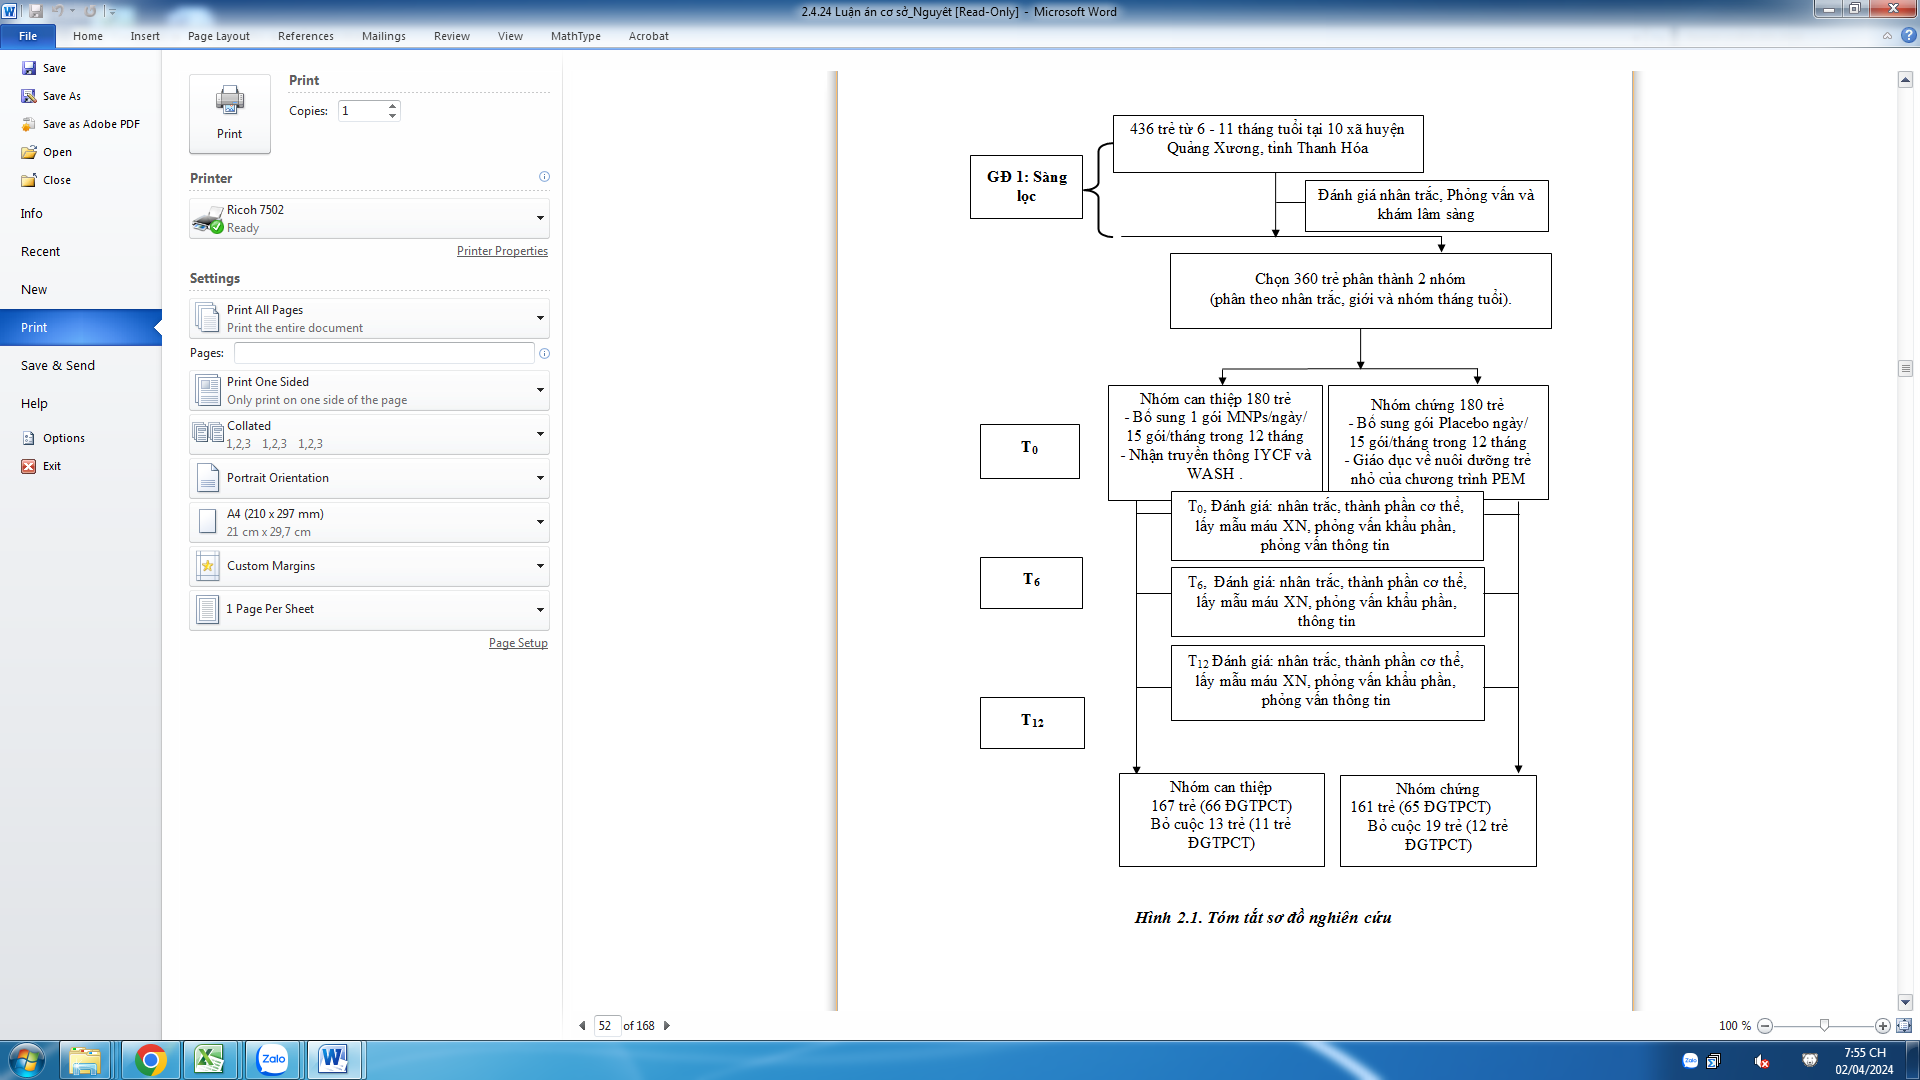 2.4.24 Luận án cơ sở_Nguyêt [Read-Only] - Microsoft Word
File Home Insert Page Layout References Mailings Review View MathType Acrobat
Save
Save As
Save as Adobe PDF
Open
Close
Info
Recent
New
Print
Save & Send
Help
Options
Exit
Print
Print
Copies: 1
Printer
Ricoh 7502
Ready
Printer Properties
Settings
Print All Pages
Print the entire document
Pages:
Print One Sided
Only print on one side of the page
Collated
1,2,3 1,2,3 1,2,3
Portrait Orientation
A4 (210 x 297 mm)
21 cm x 29,7 cm
Custom Margins
1 Page Per Sheet
Page Setup
436 trẻ từ 6 - 11 tháng tuổi tại 10 xã huyện
Quảng Xương, tỉnh Thanh Hóa
GĐ 1: Sàng
lọc
Đánh giá nhân trắc, Phỏng vấn và
khám lâm sàng
Chọn 360 trẻ phân thành 2 nhóm
(phân theo nhân trắc, giới và nhóm tháng tuổi).
T0
Nhóm can thiệp 180 trẻ
- Bổ sung 1 gói MNPs/ngày/
15 gói/tháng trong 12 tháng
- Nhận truyền thông IYCF và
WASH .
Nhóm chứng 180 trẻ
- Bổ sung gói Placebo ngày/
15 gói/tháng trong 12 tháng
- Giáo dục về nuôi dưỡng trẻ
nhỏ của chương trình PEM
T0, Đánh giá: nhân trắc, thành phần cơ thể,
lấy mẫu máu XN, phỏng vấn khẩu phần,
phỏng vấn thông tin
T6
T6, Đánh giá: nhân trắc, thành phần cơ thể,
lấy mẫu máu XN, phỏng vấn khẩu phần,
thông tin
T12 Đánh giá: nhân trắc, thành phần cơ thể,
lấy mẫu máu XN, phỏng vấn khẩu phần,
phỏng vấn thông tin
T12
Nhóm can thiệp
167 trẻ (66 ĐGTPCT)
Bỏ cuộc 13 trẻ (11 trẻ
ĐGTPCT)
Nhóm chứng
161 trẻ (65 ĐGTPCT)
Bỏ cuộc 19 trẻ (12 trẻ
ĐGTPCT)
Hình 2.1. Tóm tắt sơ đồ nghiên cứu
52 of 168
100 %
Zalo
Zalo
7:55 CH
02/04/2024